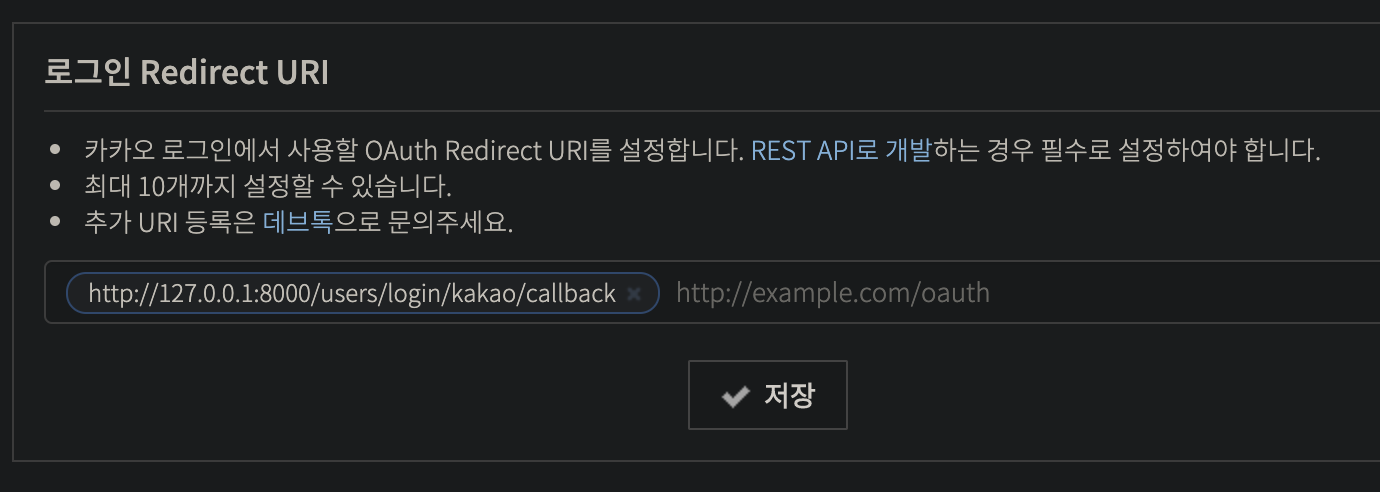 로그인 Redirect URI
카카오 로그인에서 사용할 OAuth Redirect URI를 설정합니다. REST API로 개발하는 경우 필수로 설정하여야 합니다.
최대 10개까지 설정할 수 있습니다.
추가 URI 등록은 데브톡으로 문의주세요.
http://127.0.0.1:8000/users/login/kakao/callback × http://example.com/oauth
✔ 저장